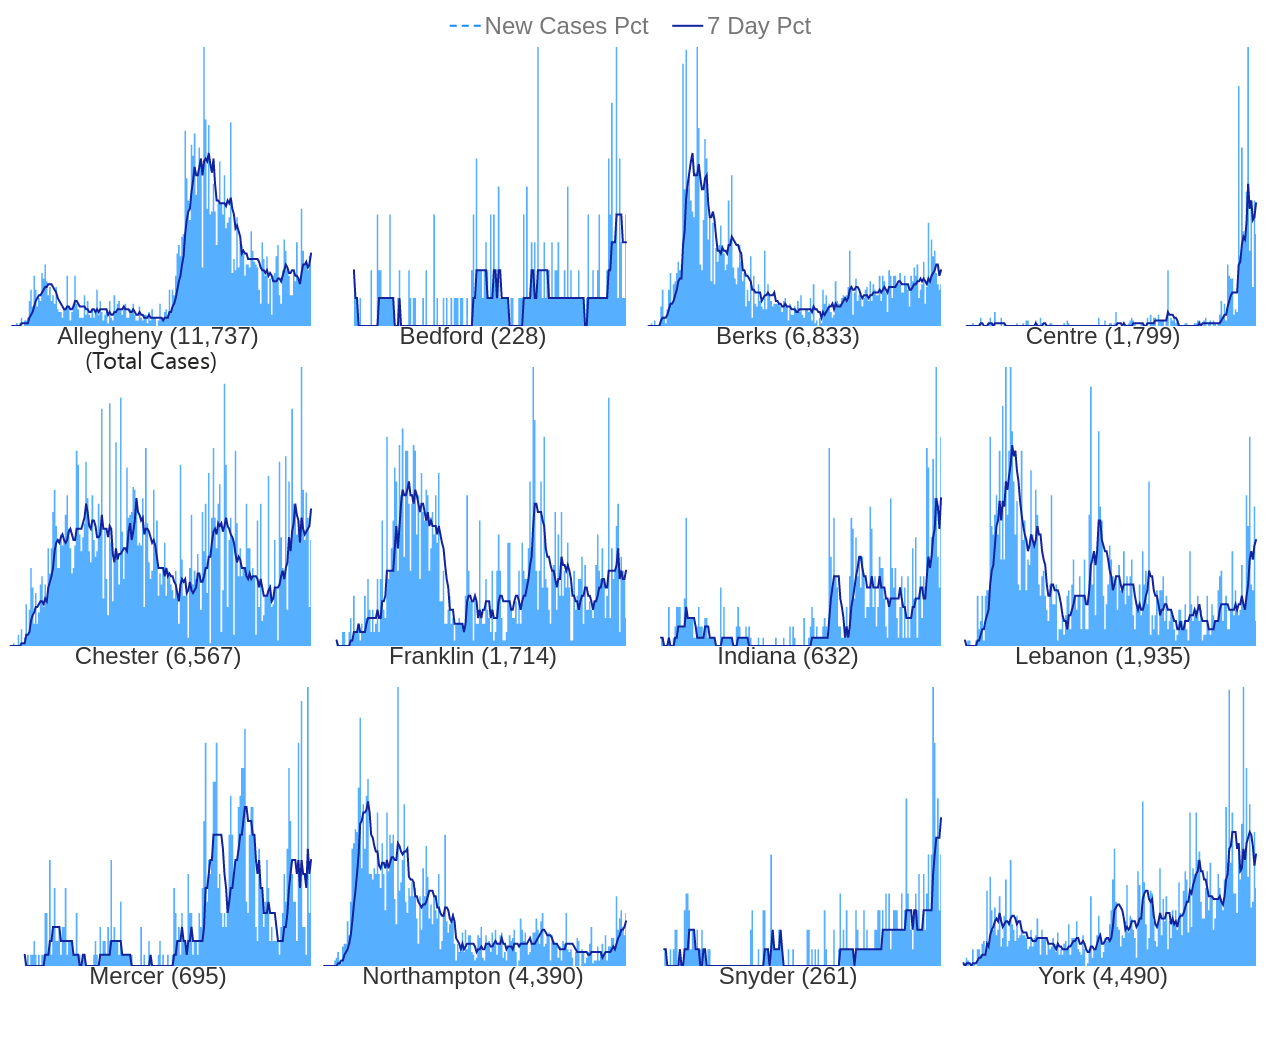 New Cases Pct 7 Day Pct
Allegheny (11,737) Bedford (228) Berks (6,833) Centre (1,799)
(Total Cases)
Chester (6,567) Franklin (1,714) Indiana (632) Lebanon (1,935)
Mercer (695) Northampton (4,390) Snyder (261) York (4,490)